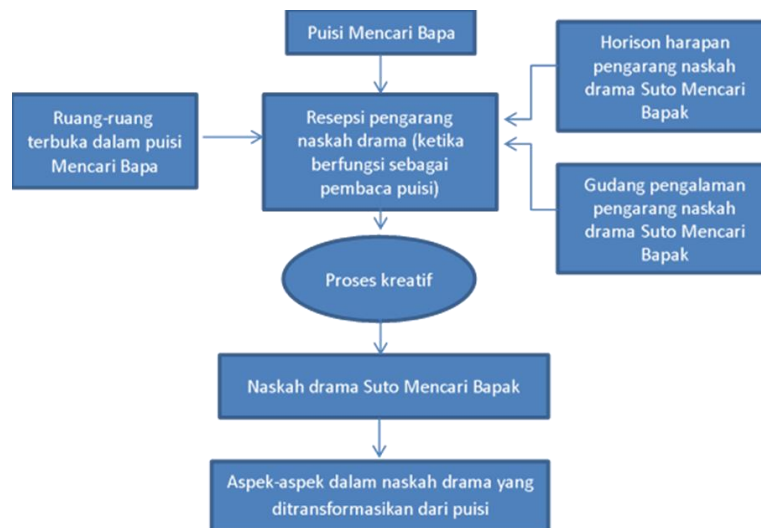 Puisi Mencari Bapa
Horison harapan
pengarang naskah
drama Suto Mencari
Bapak
Ruang-ruang
terbuka dalam puisi
Mencari Bapa
Resepsi pengarang
naskah drama (ketika
berfungsi sebagai
pembaca puisi)
Gudang pengalaman
pengarang naskah
drama Suto Mencari
Bapak
Proses kreatif
Naskah drama Suto Mencari Bapak
Aspek-aspek dalam naskah drama yang
ditransformasikan dari puisi